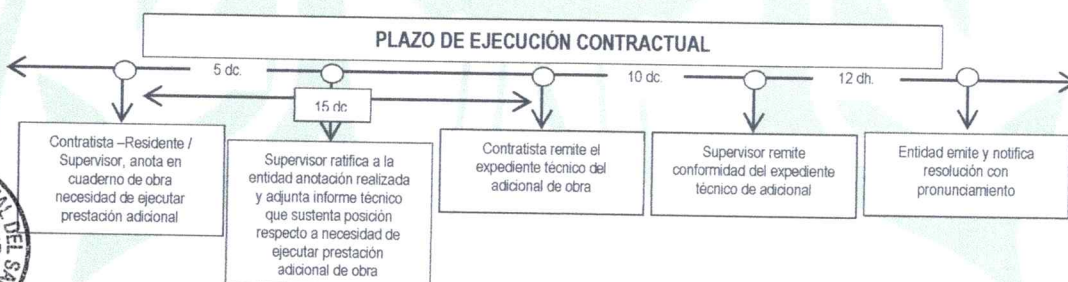 PLAZO DE EJECUCIÓN CONTRACTUAL
5 dc.
10 dc.
12 dh.
15 dc
Contratista –Residente /
Supervisor, anota en
cuaderno de obra
necesidad de ejecutar
prestación adicional
Supervisor ratifica a la
entidad anotación realizada
y adjunta informe técnico
que sustenta posición
respecto a necesidad de
ejecutar prestación
adicional de obra
Contratista remite el
expediente técnico del
adicional de obra
Supervisor remite
conformidad del expediente
técnico de adicional
Entidad emite y notifica
resolución con
pronunciamiento
AL DEL SA